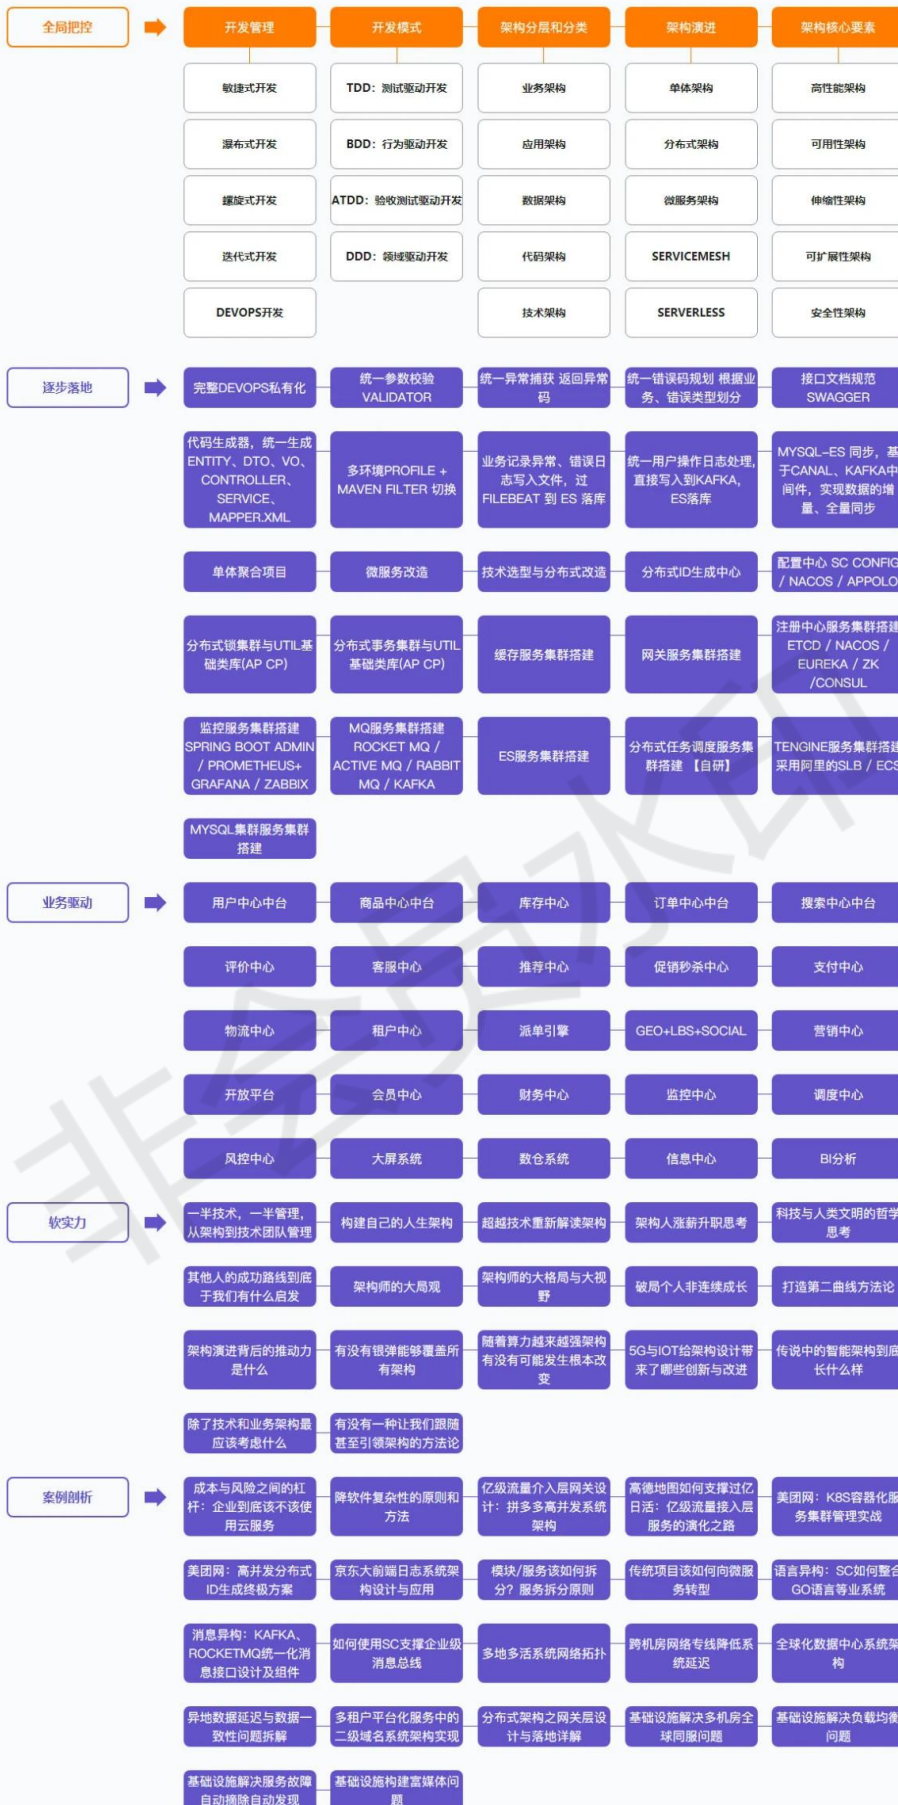 全局把控
开发管理
开发模式
架构分层和分类
架构演进
架构核心要素
敏捷式开发
TDD：测试驱动开发
业务架构
单体架构
高性能架构
瀑布式开发
BDD：行为驱动开发
应用架构
分布式架构
可用性架构
螺旋式开发
ATDD：验收测试驱动开发
数据架构
微服务架构
伸缩性架构
迭代式开发
DDD：领域驱动开发
代码架构
SERVICEMESH
可扩展性架构
DEVOPS开发
技术架构
SERVERLESS
安全性架构
逐步落地
完整DEVOPS私有化
统一参数校验
VALIDATOR
统一异常捕获 返回异常
码
统一错误码规划 根据业
务、错误类型划分
接口文档规范
SWAGGER
代码生成器，统一生成
ENTITY、DTO、VO、
CONTROLLER、
SERVICE、
MAPPER.XML
多环境PROFILE +
MAVEN FILTER 切换
业务记录异常、错误日
志写入文件，过
FILEBEAT 到 ES 落库
统一用户操作日志处理，
直接写入到KAFKA，
ES落库
MYSQL-ES 同步，基
于CANAL、KAFKA中
间件，实现数据的增
量、全量同步
单体聚合项目
微服务改造
技术选型与分布式改造
分布式ID生成中心
配置中心 SC CONFIG
/ NACOS / APPOLO
分布式锁集群与UTIL基
础类库(AP CP)
分布式事务集群与UTIL
基础类库(AP CP)
缓存服务集群搭建
网关服务集群搭建
注册中心服务集群搭建
ETCD / NACOS /
EUREKA / ZK
/CONSUL
监控服务集群搭建
SPRING BOOT ADMIN
/ PROMETHEUS+
GRAFANA / ZABBIX
MQ服务集群搭建
ROCKET MQ /
ACTIVE MQ / RABBIT
MQ / KAFKA
ES服务集群搭建
分布式任务调度服务集
群搭建 【自研】
TENGINE服务集群搭建
采用阿里的SLB / ECS
MYSQL集群服务集群
搭建
业务驱动
用户中心中台
商品中心中台
库存中心
订单中心中台
搜索中心中台
评价中心
客服中心
推荐中心
促销秒杀中心
支付中心
物流中心
租户中心
派单引擎
GEO+LBS+SOCIAL
营销中心
开放平台
会员中心
财务中心
监控中心
调度中心
风控中心
大屏系统
数仓系统
信息中心
BI分析
软实力
一半技术，一半管理，
从架构到技术团队管理
构建自己的人生架构
超越技术重新解读架构
架构人涨薪升职思考
科技与人类文明的哲学
思考
其他人的成功路线到底
于我们有什么启发
架构师的大局观
架构师的大格局与大视
野
破局个人非连续成长
打造第二曲线方法论
架构演进背后的推动力
是什么
有没有银弹能够覆盖所
有架构
随着算力越来越强架构
有没有可能发生根本改
变
5G与IOT给架构设计带
来了哪些创新与改进
传说中的智能架构到底
长什么样
除了技术和业务架构最
应该考虑什么
有没有一种让我们跟随
甚至引领架构的方法论
案例剖析
成本与风险之间的杠
杆：企业到底该不该使
用云服务
降软件复杂性的原则和
方法
亿级流量介入层网关设
计：拼多多高并发系统
架构
高德地图如何支撑过亿
日活：亿级流量接入层
服务的演化之路
美团网：K8S容器化服
务集群管理实战
美团网：高并发分布式
ID生成终极方案
京东大前端日志系统架
构设计与应用
模块/服务该如何拆
分？服务拆分原则
传统项目该如何向微服
务转型
语言异构：SC如何整合
GO语言等业系统
消息异构：KAFKA、
ROCKETMQ统一化消
息接口设计及组件
如何使用SC支撑企业级
消息总线
多地多活系统网络拓扑
跨机房网络专线降低系
统延迟
全球化数据中心系统架
构
异地数据延迟与数据一
致性问题拆解
多租户平台化服务中的
二级域名系统架构实现
分布式架构之网关层设
计与落地详解
基础设施解决多机房全
球同服问题
基础设施解决负载均衡
问题
基础设施解决服务故障
自动摘除自动发现
基础设施构建富媒体问
题
非会员水印